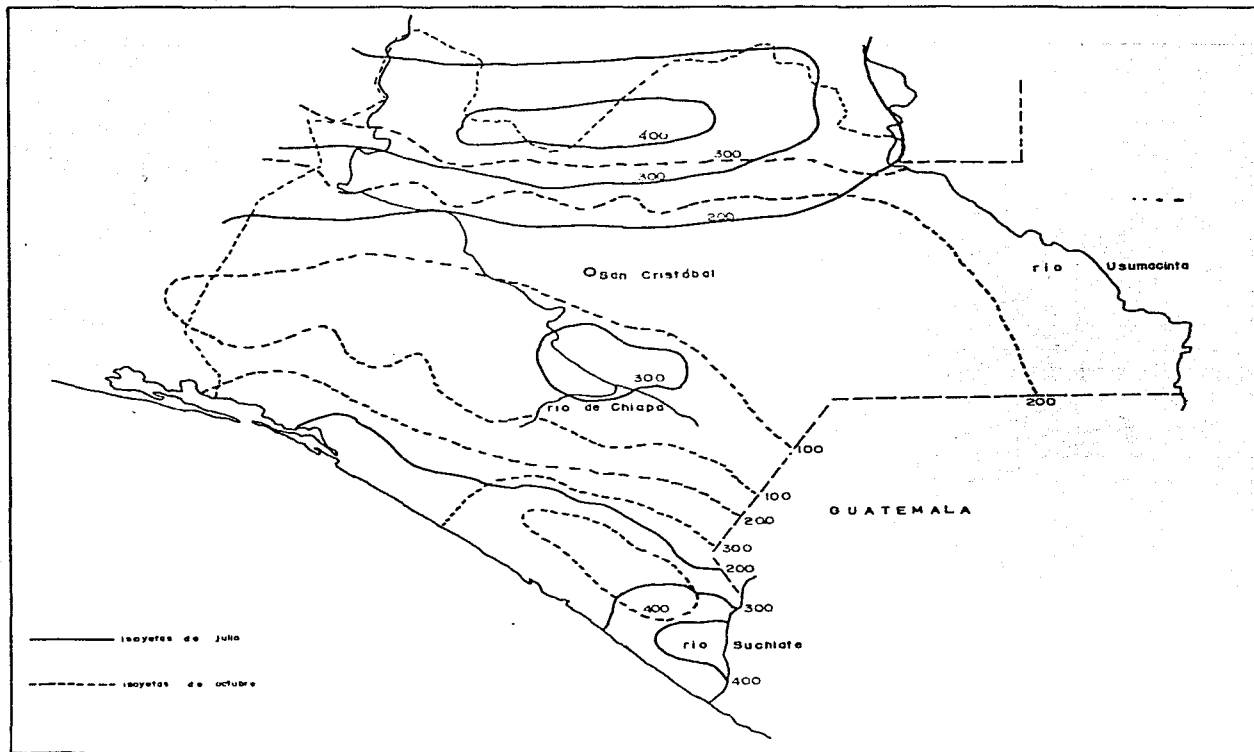 400
300
300
200
San Cristóbal
río Usumacinta
300
río de Chiapa
200
100
100
200
GUATEMALA
300
200
400
300
río Suchiate
400
isoyetas de julio
isoyetas de octubre